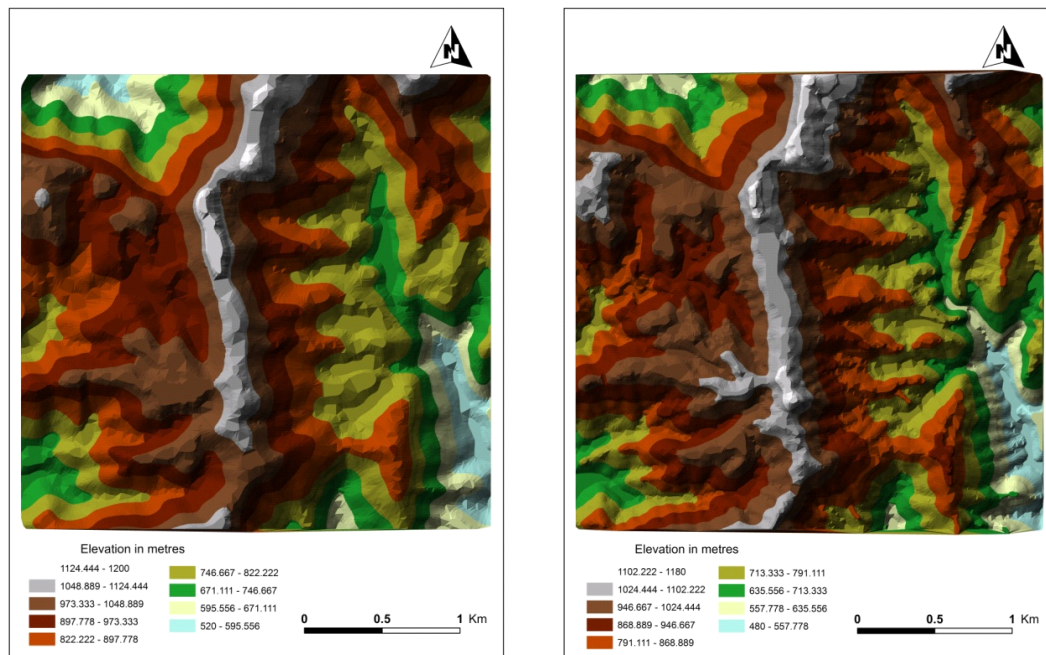 N
Elevation in metres
1124.444 - 1200
1048.889 - 1124.444
973.333 - 1048.889
897.778 - 973.333
822.222 - 897.778
746.667 - 822.222
671.111 - 746.667
595.556 - 671.111
520 - 595.556
0 0.5 1 Km
N
Elevation in metres
1102.222 - 1180
1024.444 - 1102.222
946.667 - 1024.444
868.889 - 946.667
791.111 - 868.889
713.333 - 791.111
635.556 - 713.333
557.778 - 635.556
480 - 557.778
0 0.5 1 Km